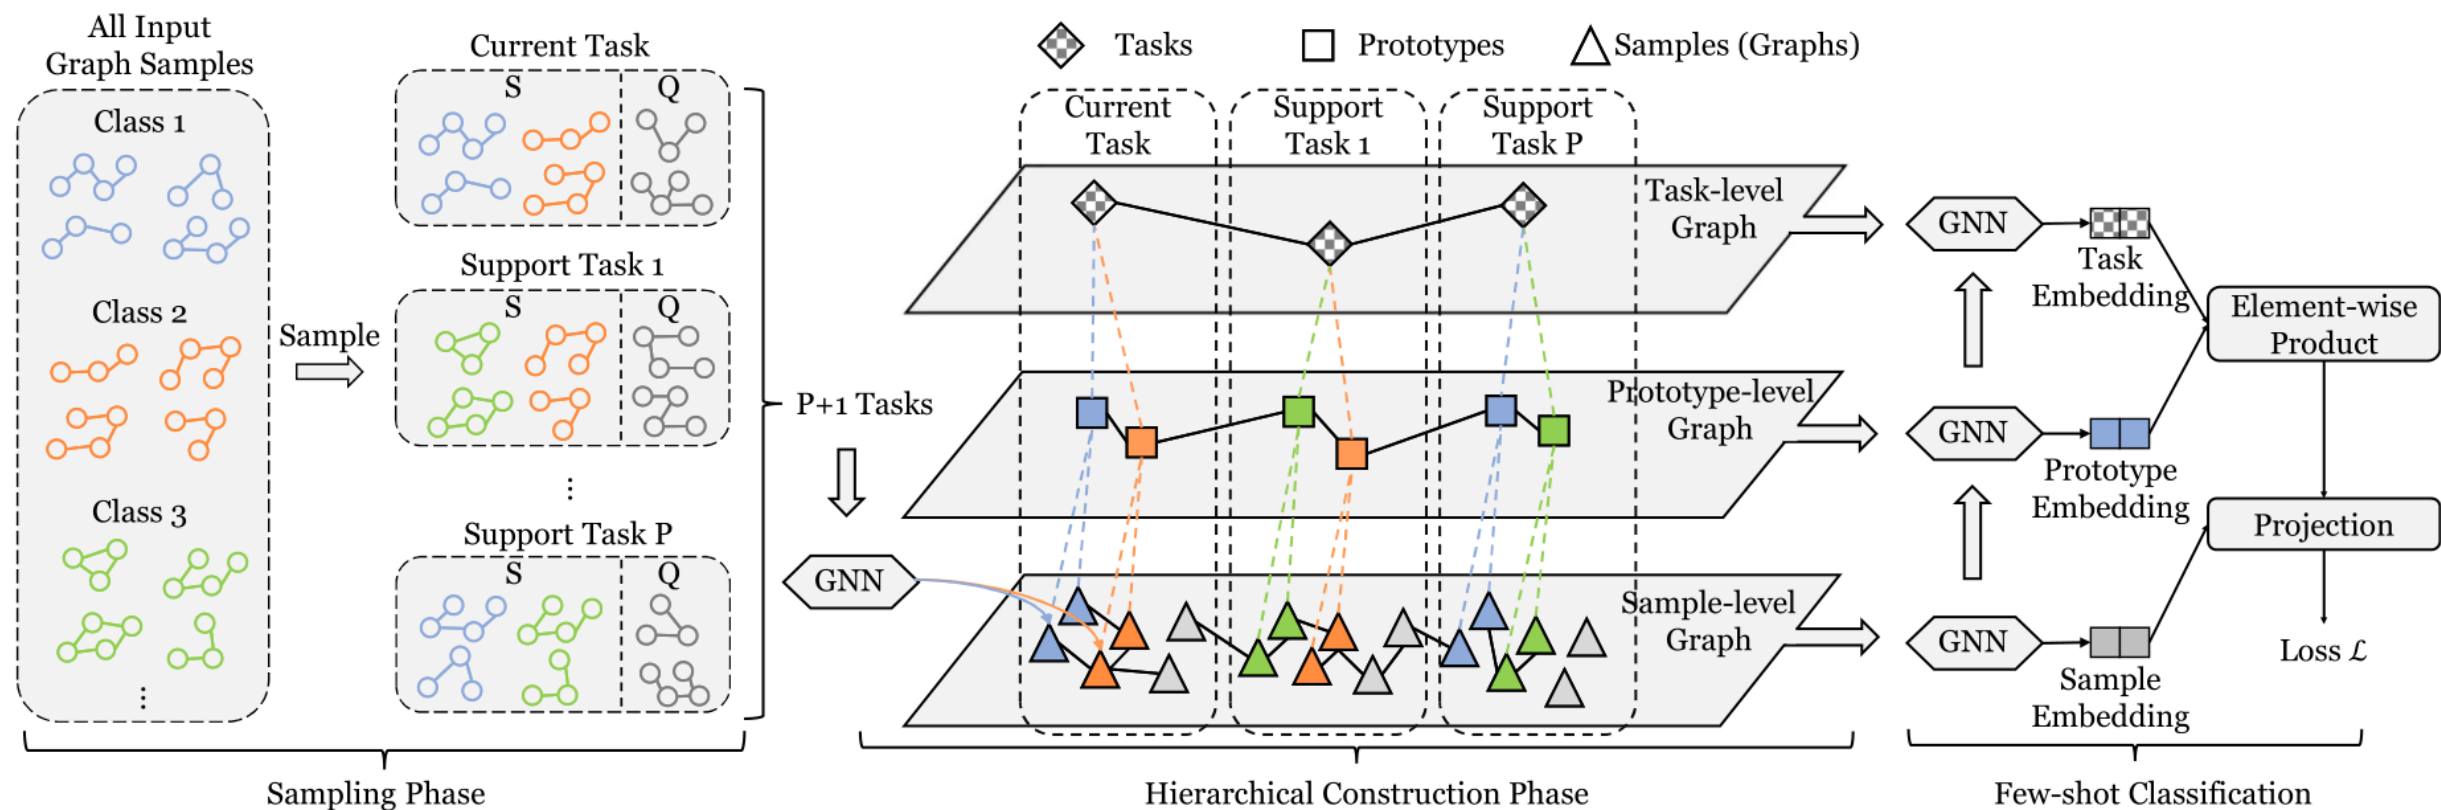 All Input
Graph Samples
Class 1
Class 2
Class 3
⋮
Sample
Current Task
S
Q
Support Task 1
S
Q
⋮
Support Task P
S
Q
Sampling Phase
P+1 Tasks
GNN
Tasks
Prototypes
Samples (Graphs)
Current
Task
Support
Task 1
Support
Task P
Task-level
Graph
Prototype-level
Graph
Sample-level
Graph
Hierarchical Construction Phase
GNN
Task
Embedding
GNN
Prototype
Embedding
GNN
Sample
Embedding
Element-wise
Product
Projection
Loss ℒ
Few-shot Classification